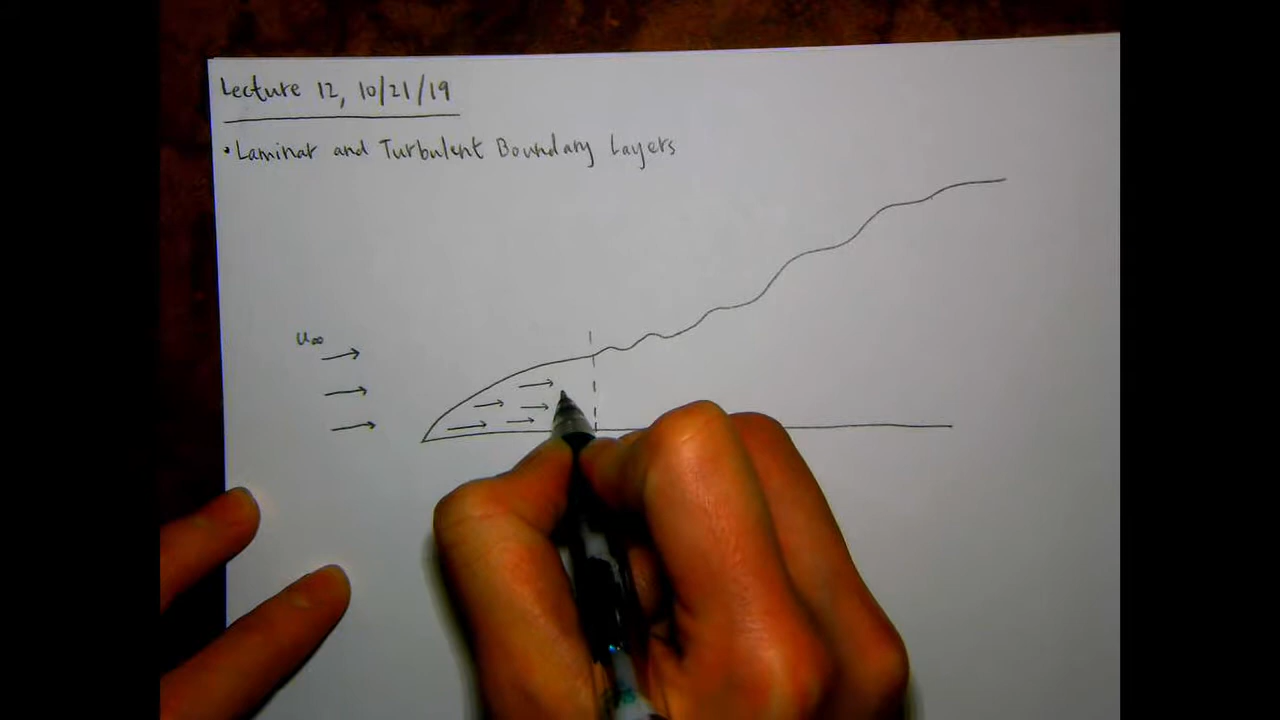 Lecture 12, 10/21/19
• Laminar and Turbulent Boundary Layers
u∞